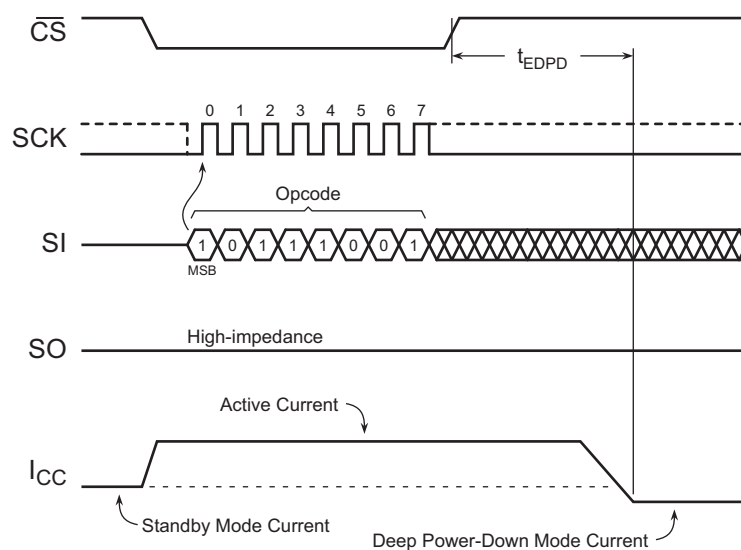 C̅S̅
tEDPD
0 1 2 3 4 5 6 7
SCK
Opcode
SI
1 0 1 1 1 0 0 1
MSB
High-impedance
SO
Active Current
ICC
Standby Mode Current
Deep Power-Down Mode Current